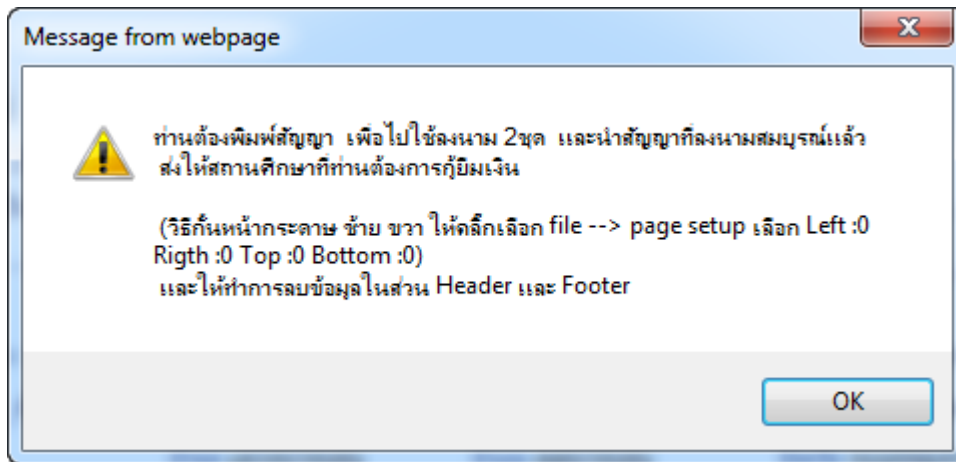 Message from webpage
ท่านต้องพิมพ์สัญญา เพื่อไปใช้ลงนาม 2ชุด และนำสัญญาที่ลงนามสมบูรณ์แล้ว
ส่งให้สถานศึกษาที่ท่านต้องการกู้ยืมเงิน
(วิธีกั้นหน้ากระดาษ ซ้าย ขวา ให้คลิ๊กเลือก file --> page setup เลือก Left :0
Rigth :0 Top :0 Bottom :0)
และให้ทำการลบข้อมูลในส่วน Header และ Footer
OK